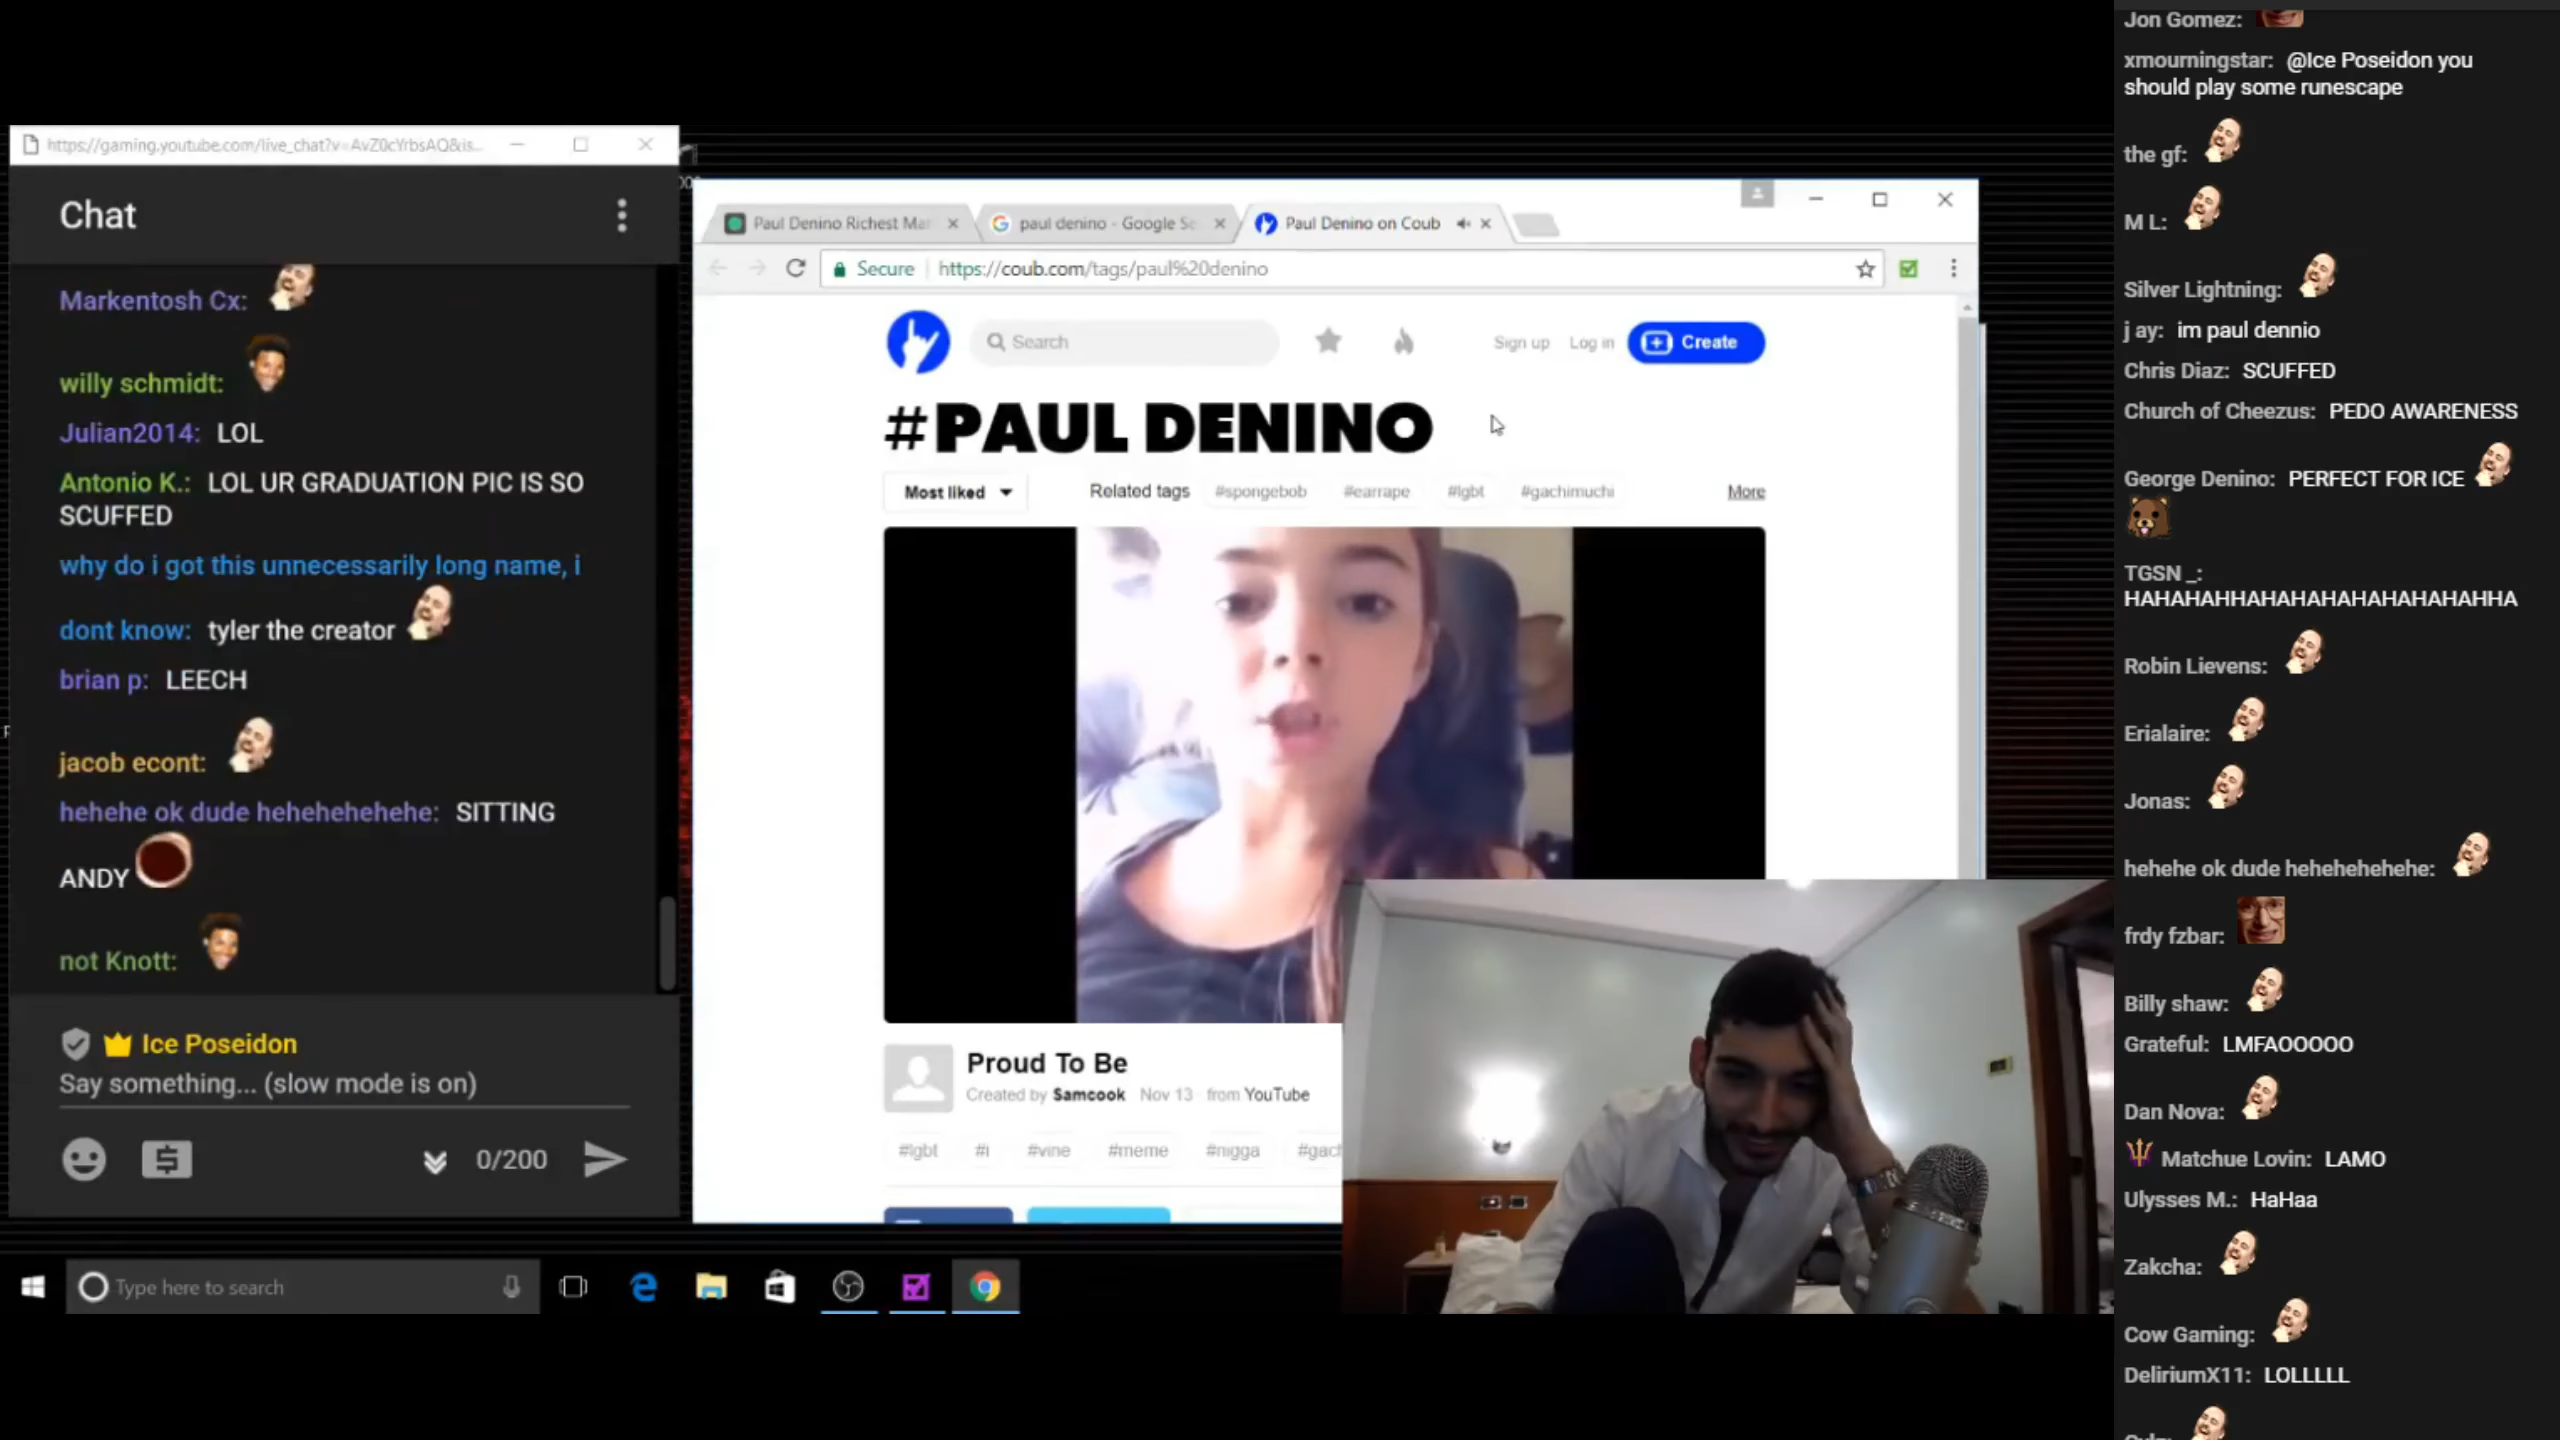 https://gaming.youtube.com/live_chat?v=AvZ0cYrbsAQ&is...
Chat
Markentosh Cx:
willy schmidt:
Julian2014: LOL
Antonio K.: LOL UR GRADUATION PIC IS SO
SCUFFED
why do i got this unnecessarily long name, i
dont know: tyler the creator
brian p: LEECH
jacob econt:
hehehe ok dude hehehehehehe: SITTING
ANDY
not Knott:
Ice Poseidon
Say something... (slow mode is on)
0/200
Paul Denino Richest Mar
paul denino - Google Se
Paul Denino on Coub
Secure https://coub.com/tags/paul%20denino
Search
Sign up Log in Create
#PAUL DENINO
Most liked Related tags #spongebob #earrape #lgbt #gachimuchi More
Proud To Be
Created by Samcook Nov 13 from YouTube
#lgbt #i #vine #meme #nigga #gach
Type here to search
Jon Gomez:
xmourningstar: @Ice Poseidon you
should play some runescape
the gf:
M L:
Silver Lightning:
j ay: im paul dennio
Chris Diaz: SCUFFED
Church of Cheezus: PEDO AWARENESS
George Denino: PERFECT FOR ICE
TGSN _:
HAHAHAHHAHAHAHAHAHAHAHAHHA
Robin Lievens:
Erialaire:
Jonas:
hehehe ok dude hehehehehehe:
frdy fzbar:
Billy shaw:
Grateful: LMFAOOOOO
Dan Nova:
Matchue Lovin: LAMO
Ulysses M.: HaHaa
Zakcha:
Cow Gaming:
DeliriumX11: LOLLLLL